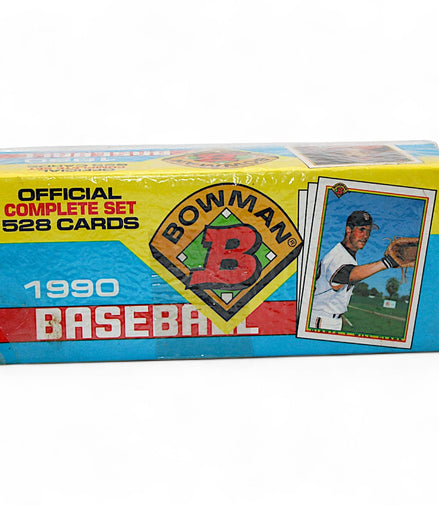 OFFICIAL
COMPLETE SET
528 CARDS
BOWMAN®
B
1990
BASEBALL